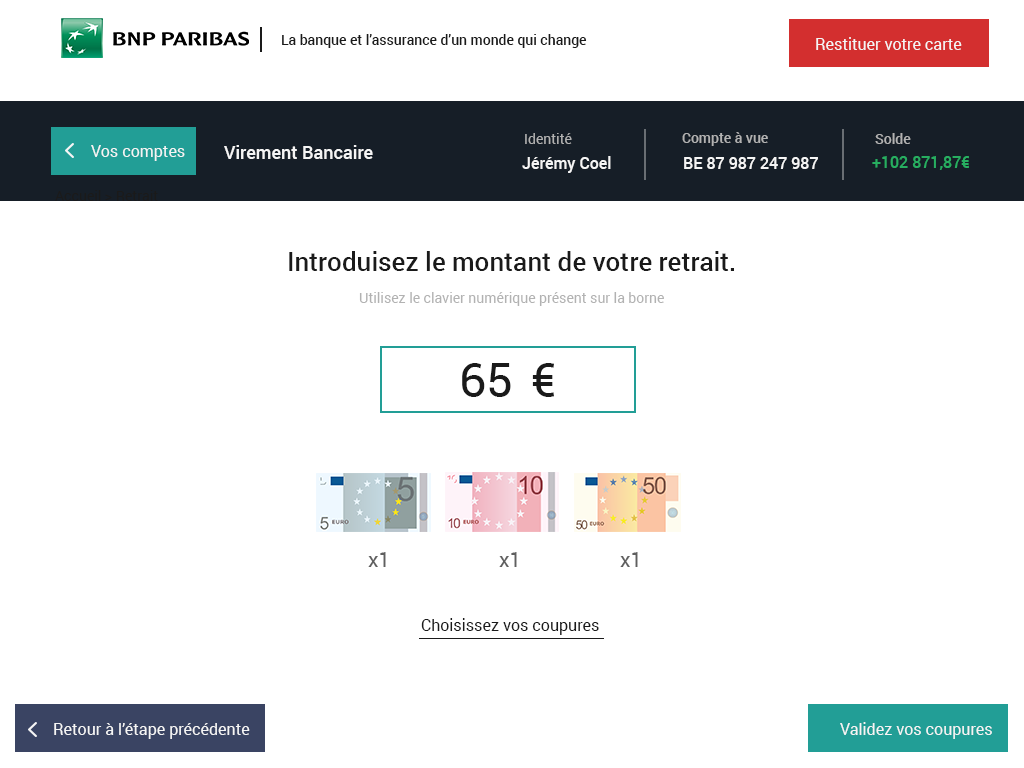 BNP PARIBAS
La banque et l'assurance d'un monde qui change
Restituer votre carte
Vos comptes
Virement Bancaire
Identité
Jérémy Coel
Compte à vue
BE 87 987 247 987
Solde
+102 871,87€
Introduisez le montant de votre retrait.
Utilisez le clavier numérique présent sur la borne
65 €
5
5 EURO
10
10 EURO
50
50 EURO
x1
x1
x1
Choisissez vos coupures
Retour à l'étape précédente
Validez vos coupures